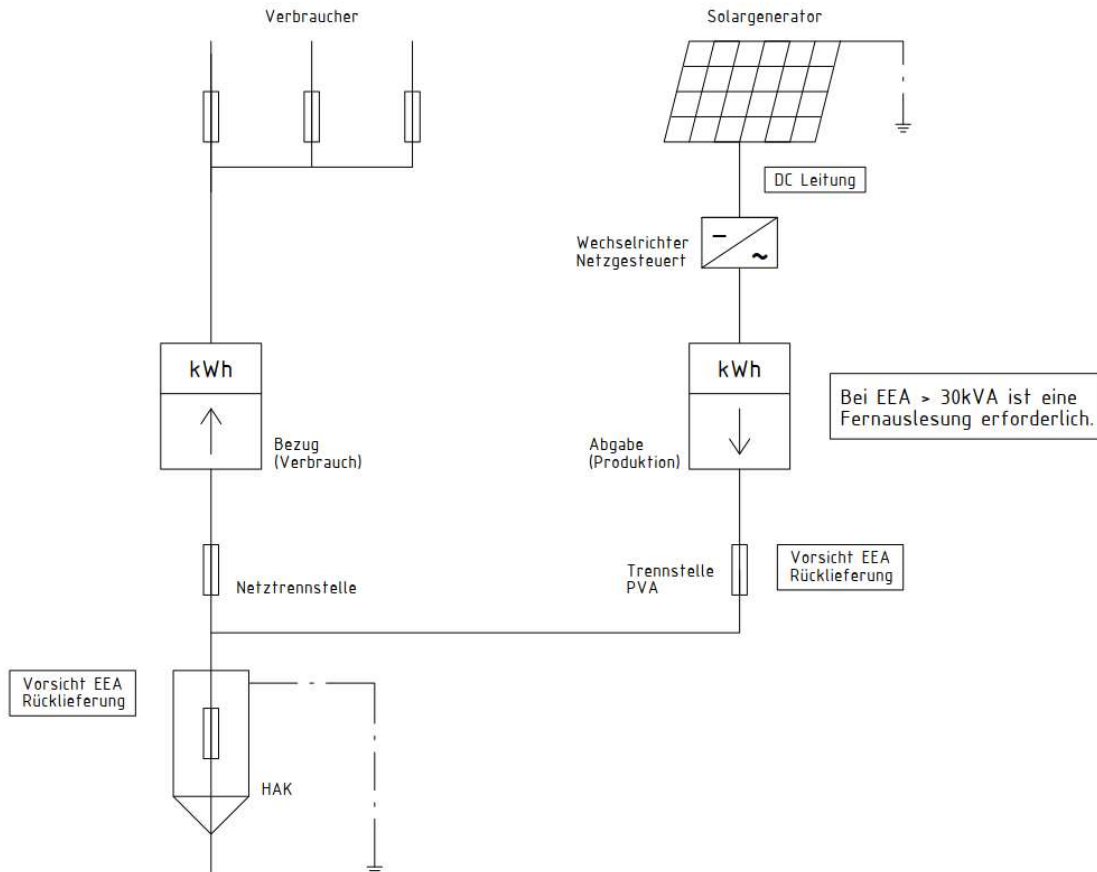 Verbraucher
Solargenerator
DC Leitung
Wechselrichter
Netzgesteuert
–
~
kWh
Bezug
(Verbrauch)
kWh
Abgabe
(Produktion)
Bei EEA > 30kVA ist eine
Fernauslesung erforderlich.
Netztrennstelle
Trennstelle
PVA
Vorsicht EEA
Rücklieferung
Vorsicht EEA
Rücklieferung
HAK